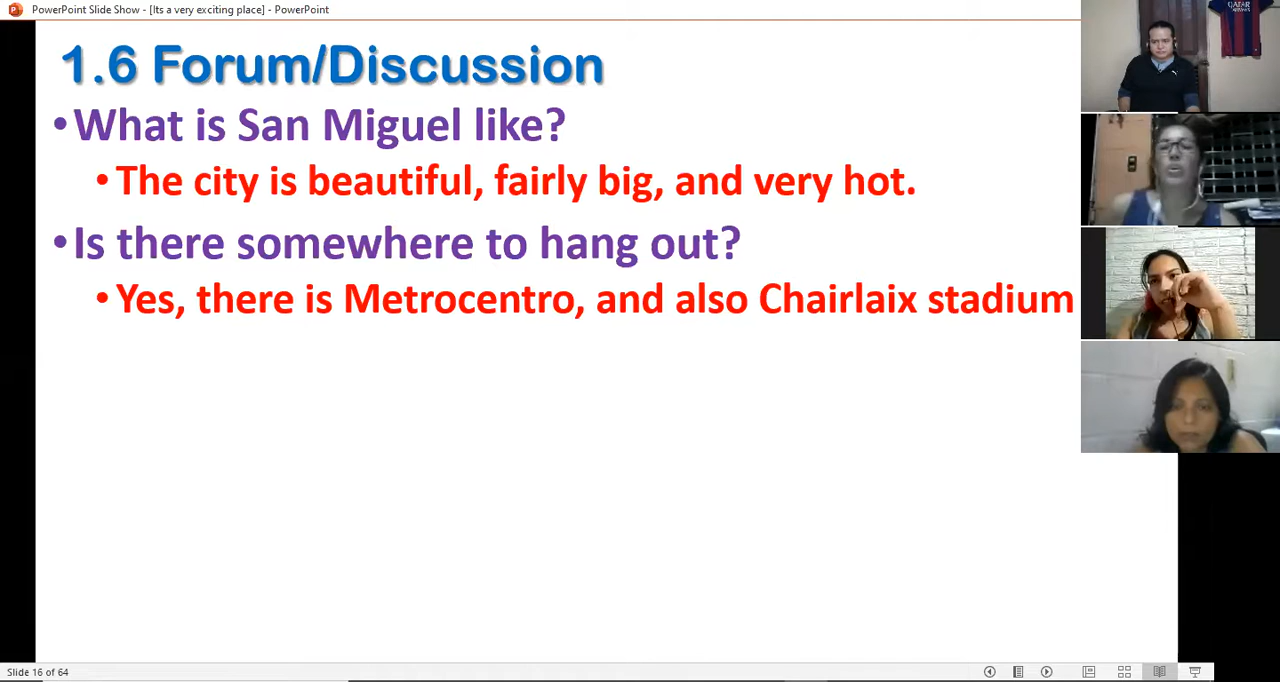 PowerPoint Slide Show - [Its a very exciting place] - PowerPoint
1.6 Forum/Discussion
•What is San Miguel like?
•The city is beautiful, fairly big, and very hot.
•Is there somewhere to hang out?
•Yes, there is Metrocentro, and also Chairlaix stadium
QATAR
AIRWAYS
Slide 16 of 64